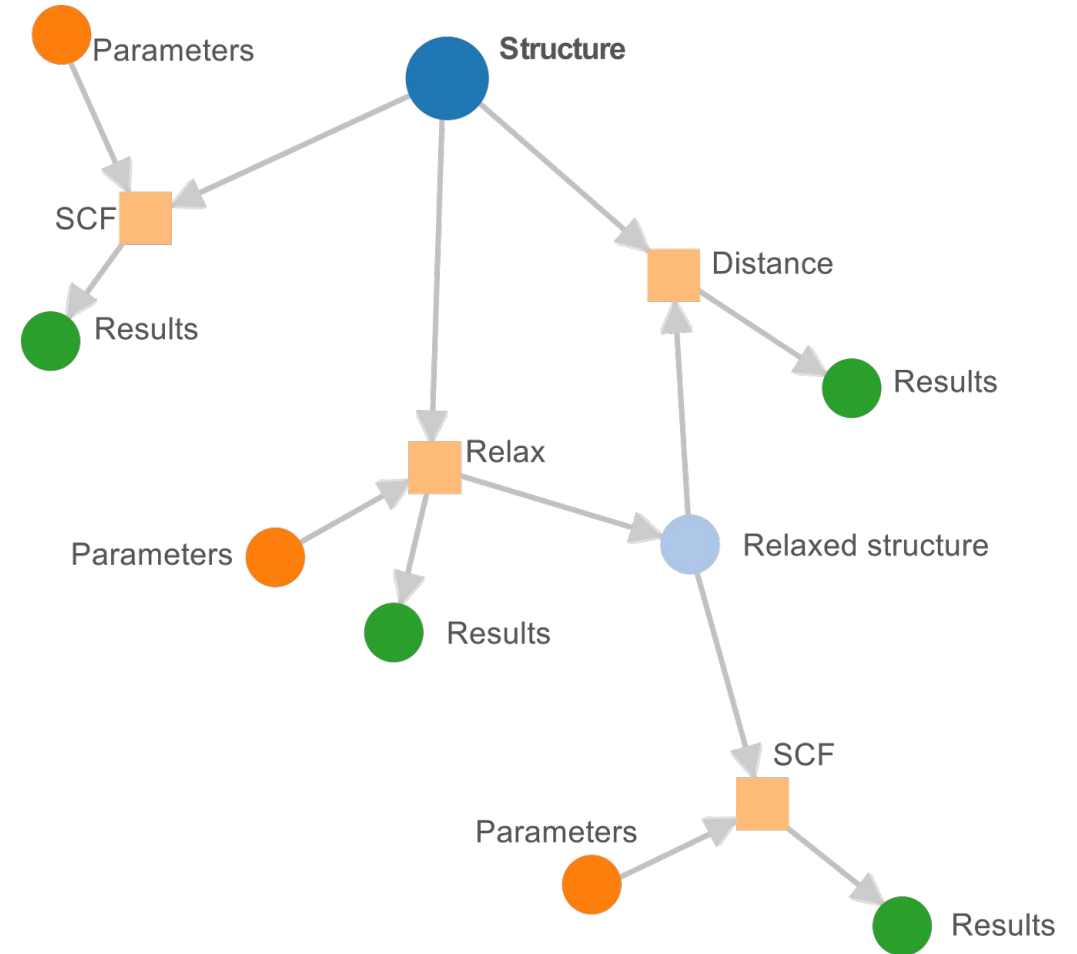 Structure
Parameters
SCF
Distance
Results
Results
Relax
Relaxed structure
Parameters
Results
SCF
Parameters
Results